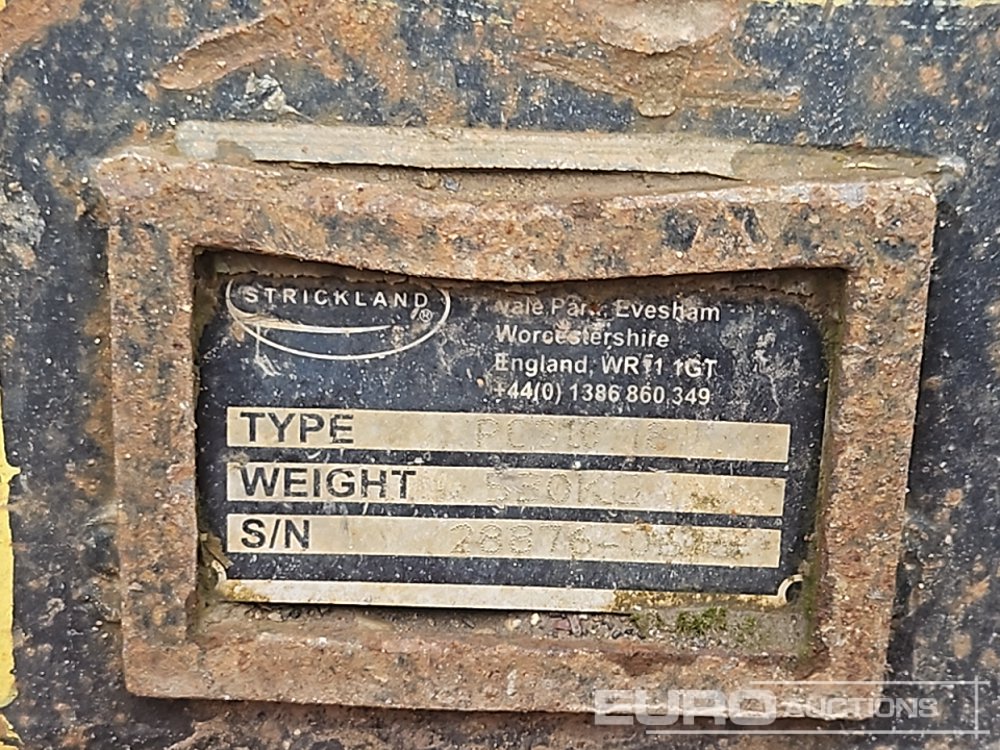 STRICKLAND ®
Vale Park, Evesham
Worcestershire
England, WR11 1GT
+44(0) 1386 860 349
TYPE
WEIGHT
S/N
EURO AUCTIONS